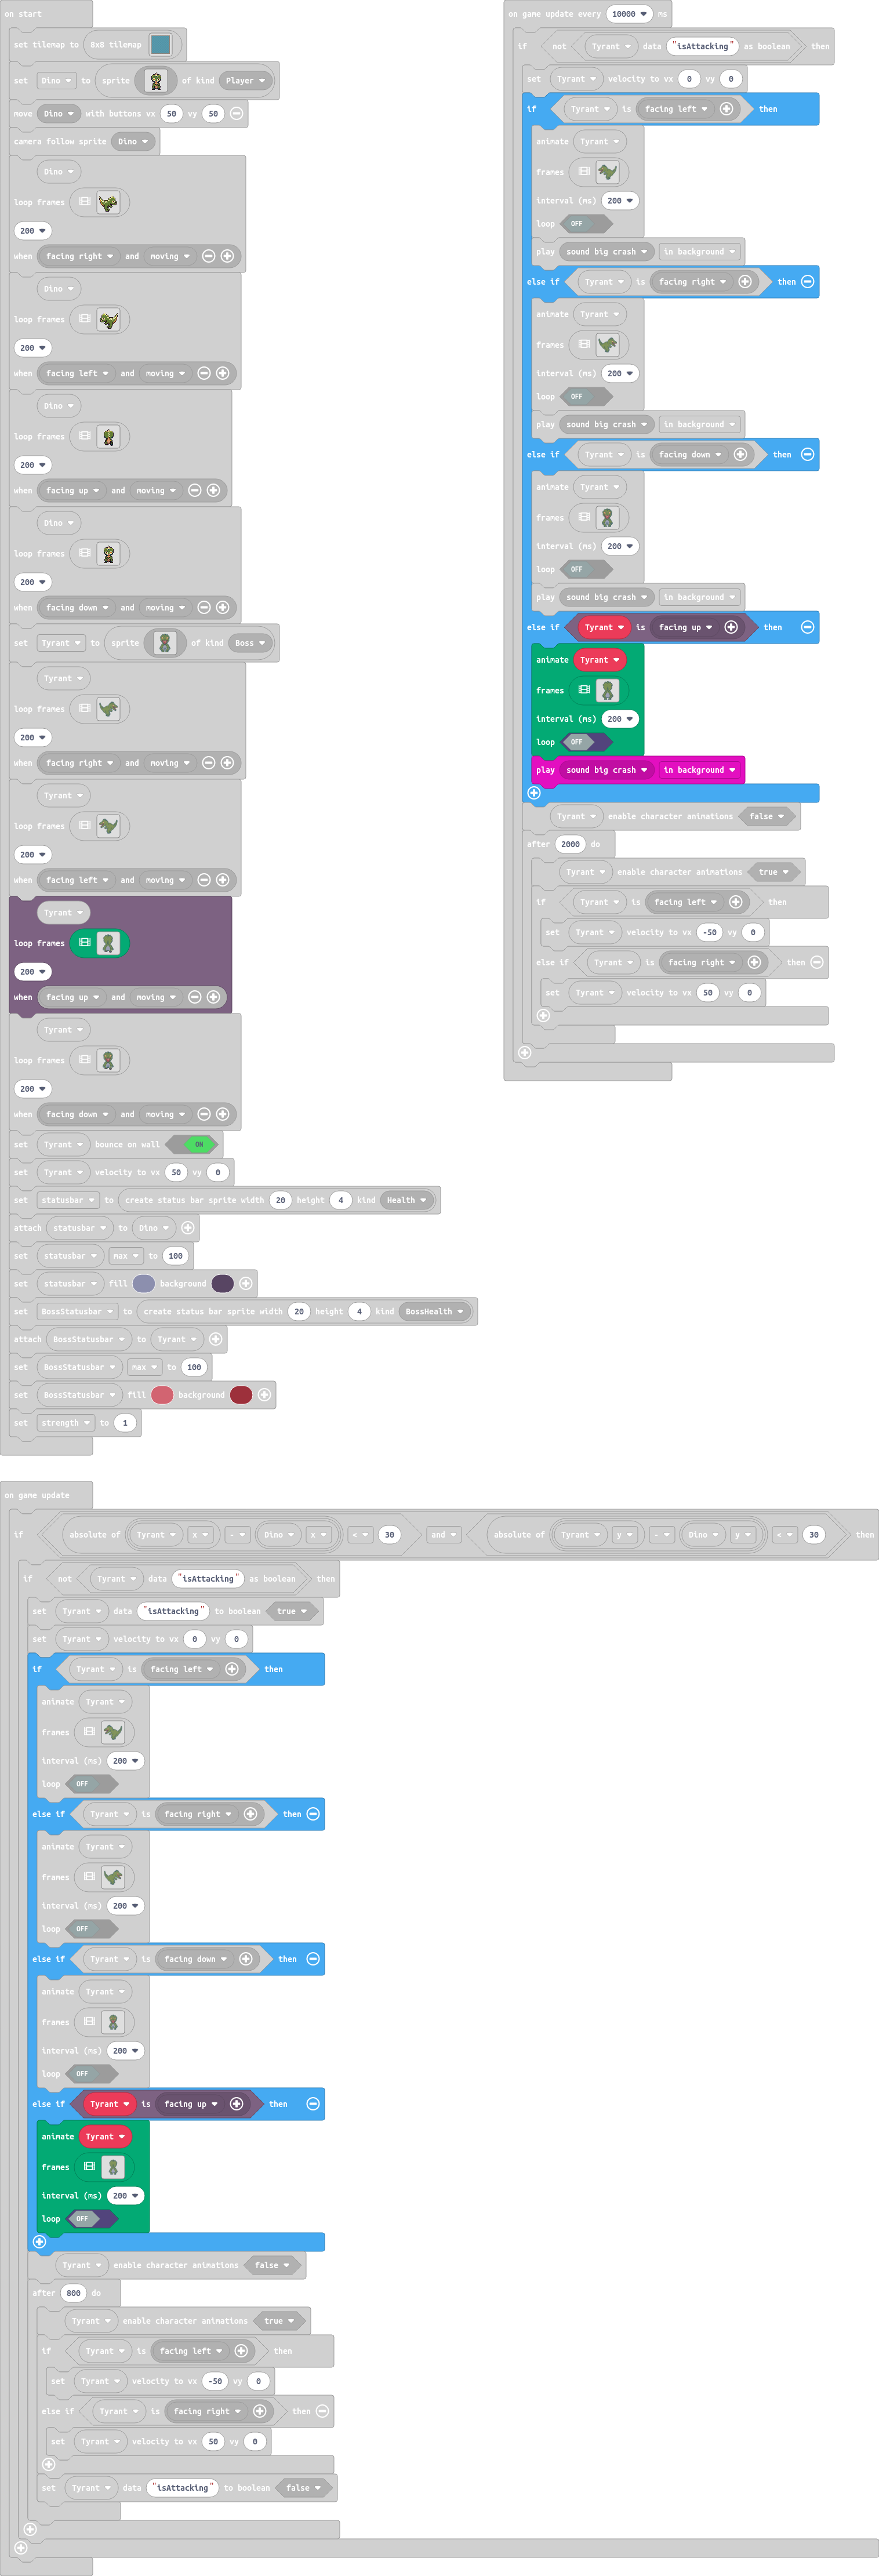 on start
set tilemap to 8x8 tilemap
set Dino to sprite of kind Player
move Dino with buttons vx 50 vy 50
camera follow sprite Dino
Dino
loop frames
200
when facing right and moving
Dino
loop frames
200
when facing left and moving
Dino
loop frames
200
when facing up and moving
Dino
loop frames
200
when facing down and moving
set Tyrant to sprite of kind Boss
Tyrant
loop frames
200
when facing right and moving
Tyrant
loop frames
200
when facing left and moving
Tyrant
loop frames
200
when facing up and moving
Tyrant
loop frames
200
when facing down and moving
set Tyrant bounce on wall ON
set Tyrant velocity to vx 50 vy 0
set statusbar to create status bar sprite width 20 height 4 kind Health
attach statusbar to Dino
set statusbar max to 100
set statusbar fill background
set BossStatusbar to create status bar sprite width 20 height 4 kind BossHealth
attach BossStatusbar to Tyrant
set BossStatusbar max to 100
set BossStatusbar fill background
set strength to 1
on game update every 10000 ms
if not Tyrant data "isAttacking" as boolean then
set Tyrant velocity to vx 0 vy 0
if Tyrant is facing left then
animate Tyrant
frames
interval (ms) 200
loop OFF
play sound big crash in background
else if Tyrant is facing right then
animate Tyrant
frames
interval (ms) 200
loop OFF
play sound big crash in background
else if Tyrant is facing down then
animate Tyrant
frames
interval (ms) 200
loop OFF
play sound big crash in background
else if Tyrant is facing up then
animate Tyrant
frames
interval (ms) 200
loop OFF
play sound big crash in background
Tyrant enable character animations false
after 2000 do
Tyrant enable character animations true
if Tyrant is facing left then
set Tyrant velocity to vx -50 vy 0
else if Tyrant is facing right then
set Tyrant velocity to vx 50 vy 0
on game update
if absolute of Tyrant x - Dino x < 30 and absolute of Tyrant y - Dino y < 30 then
if not Tyrant data "isAttacking" as boolean then
set Tyrant data "isAttacking" to boolean true
set Tyrant velocity to vx 0 vy 0
if Tyrant is facing left then
animate Tyrant
frames
interval (ms) 200
loop OFF
else if Tyrant is facing right then
animate Tyrant
frames
interval (ms) 200
loop OFF
else if Tyrant is facing down then
animate Tyrant
frames
interval (ms) 200
loop OFF
else if Tyrant is facing up then
animate Tyrant
frames
interval (ms) 200
loop OFF
Tyrant enable character animations false
after 800 do
Tyrant enable character animations true
if Tyrant is facing left then
set Tyrant velocity to vx -50 vy 0
else if Tyrant is facing right then
set Tyrant velocity to vx 50 vy 0
set Tyrant data "isAttacking" to boolean false